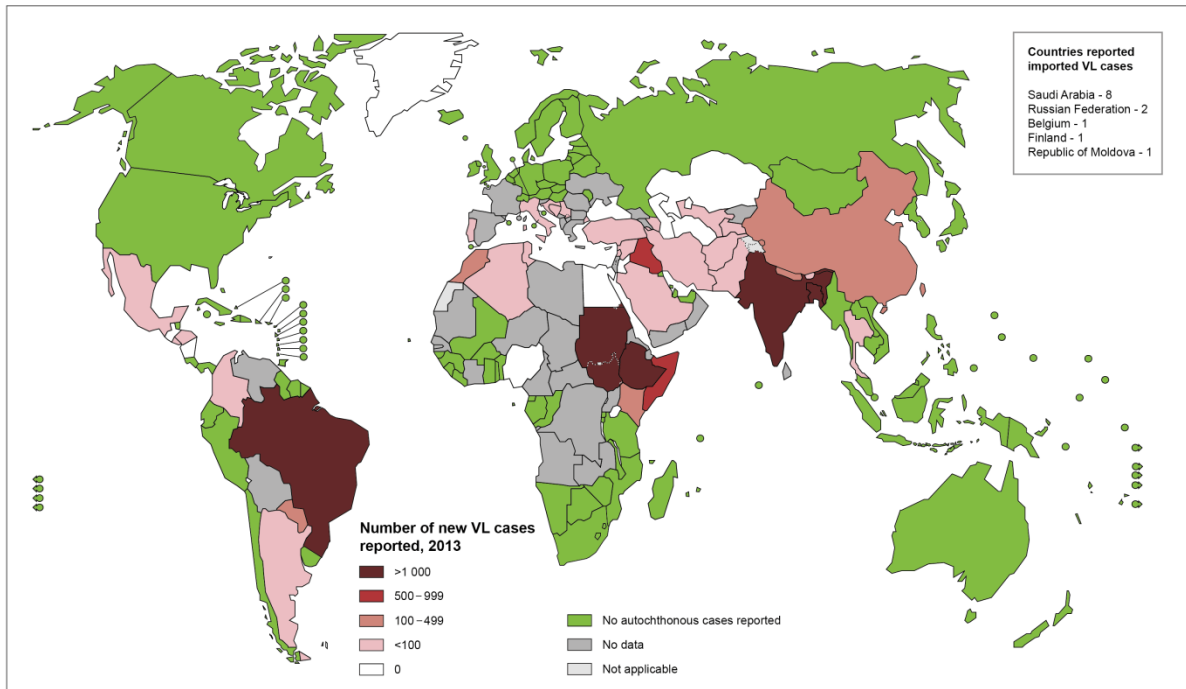 Countries reported
imported VL cases
Saudi Arabia - 8
Russian Federation - 2
Belgium - 1
Finland - 1
Republic of Moldova - 1
Number of new VL cases
reported, 2013
>1 000
500–999
100–499
<100
0
No autochthonous cases reported
No data
Not applicable